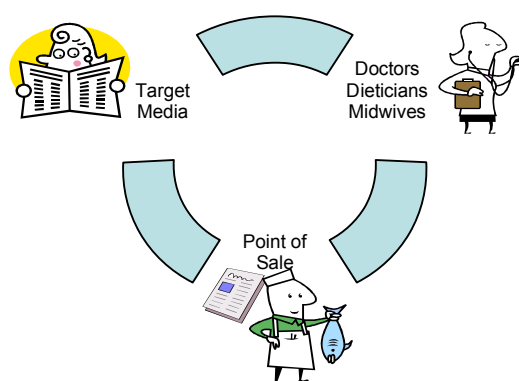 Target
Media
Doctors
Dieticians
Midwives
Point of
Sale